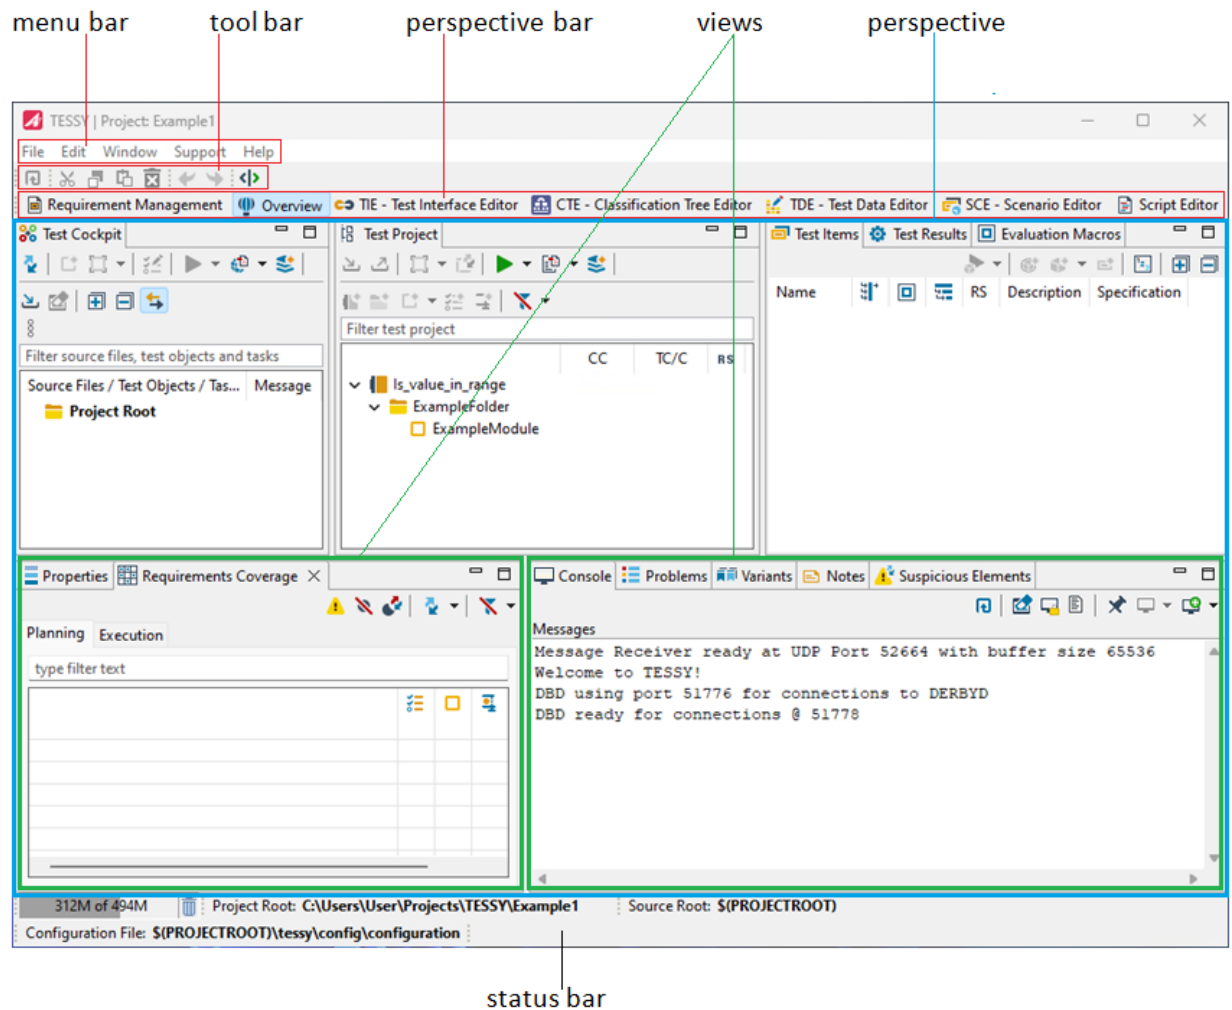 menu bar tool bar perspective bar views perspective
TESSY | Project: Example1
File Edit Window Support Help
Requirement Management Overview TIE - Test Interface Editor CTE - Classification Tree Editor TDE - Test Data Editor SCE - Scenario Editor Script Editor
Test Cockpit Test Project Test Items Test Results Evaluation Macros
Name RS Description Specification
Filter test project
Filter source files, test objects and tasks
CC TC/C RS
Source Files / Test Objects / Tas... Message
Is_value_in_range
Project Root
ExampleFolder
ExampleModule
Properties Requirements Coverage Console Problems Variants Notes Suspicious Elements
Planning Execution
Messages
type filter text
Message Receiver ready at UDP Port 52664 with buffer size 65536
Welcome to TESSY!
DBD using port 51776 for connections to DERBYD
DBD ready for connections @ 51778
312M of 494M Project Root: C:\Users\User\Projects\TESSY\Example1 Source Root: $(PROJECTROOT)
Configuration File: $(PROJECTROOT)\tessy\config\configuration
status bar